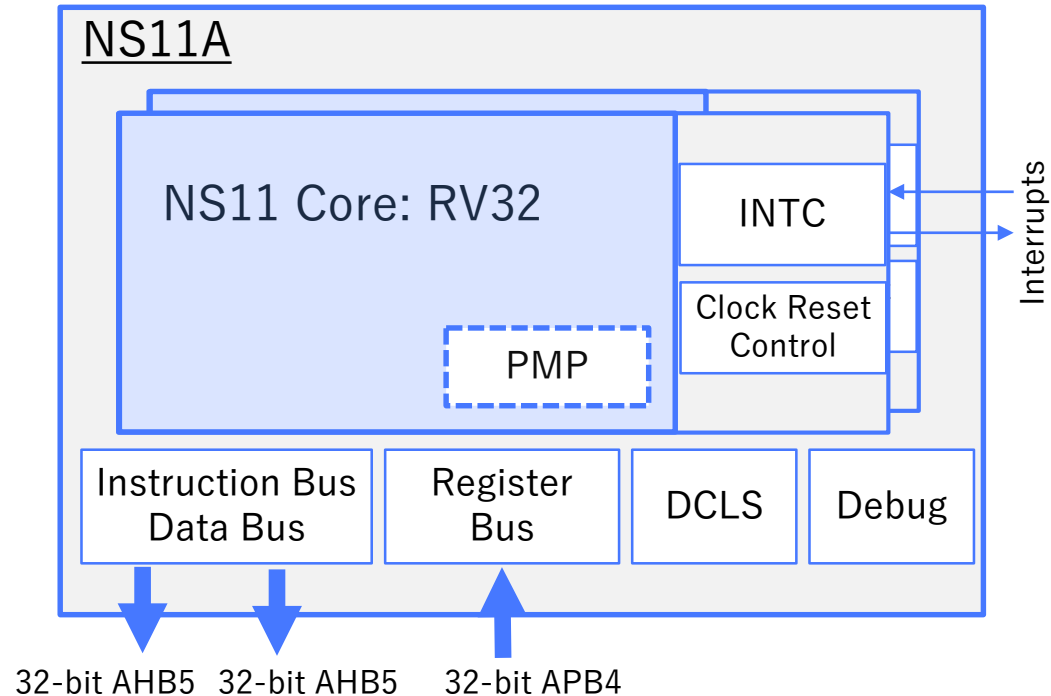 NS11A
NS11 Core: RV32
INTC
Interrupts
Clock Reset
Control
PMP
Instruction Bus
Data Bus
Register
Bus
DCLS
Debug
32-bit AHB5
32-bit AHB5
32-bit APB4